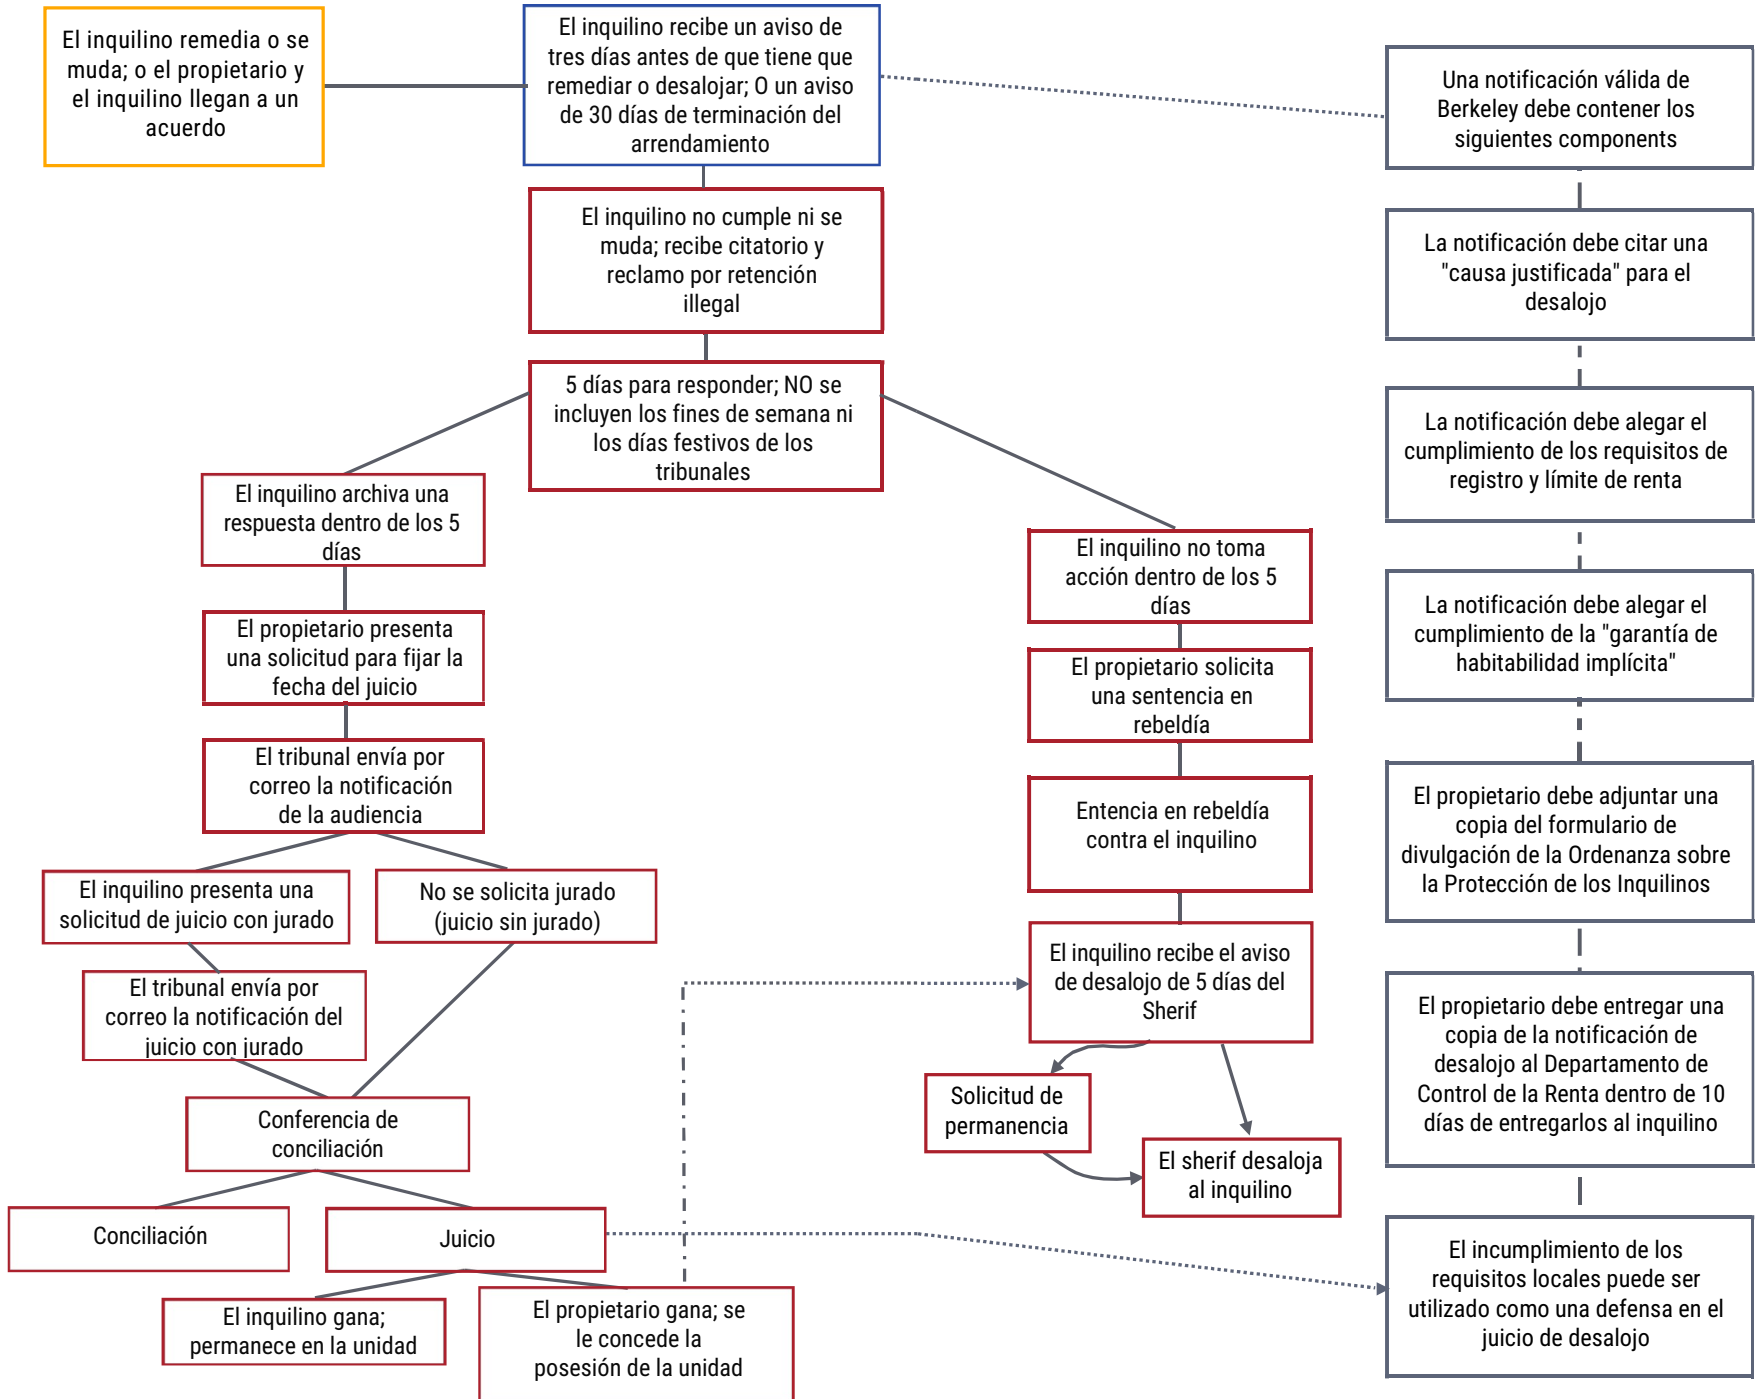 El inquilino remedia o se
muda; o el propietario y
el inquilino llegan a un
acuerdo
El inquilino recibe un aviso de
tres días antes de que tiene que
remediar o desalojar; O un aviso
de 30 días de terminación del
arrendamiento
Una notificación válida de
Berkeley debe contener los
siguientes components
El inquilino no cumple ni se
muda; recibe citatorio y
reclamo por retención
illegal
La notificación debe citar una
"causa justificada" para el
desalojo
5 días para responder; NO se
incluyen los fines de semana ni
los días festivos de los
tribunales
La notificación debe alegar el
cumplimiento de los requisitos de
registro y límite de renta
El inquilino archiva una
respuesta dentro de los 5
días
El inquilino no toma
acción dentro de los 5
días
La notificación debe alegar el
cumplimiento de la "garantía de
habitabilidad implícita"
El propietario presenta
una solicitud para fijar la
fecha del juicio
El propietario solicita
una sentencia en
rebeldía
El tribunal envía por
correo la notificación
de la audiencia
Entencia en rebeldía
contra el inquilino
El propietario debe adjuntar una
copia del formulario de
divulgación de la Ordenanza sobre
la Protección de los Inquilinos
El inquilino presenta una
solicitud de juicio con jurado
No se solicita jurado
(juicio sin jurado)
El inquilino recibe el aviso
de desalojo de 5 días del
Sherif
El tribunal envía por
correo la notificación del
juicio con jurado
El propietario debe entregar una
copia de la notificación de
desalojo al Departamento de
Control de la Renta dentro de 10
días de entregarlos al inquilino
Solicitud de
permanencia
Conferencia de
conciliación
El sherif desaloja
al inquilino
Conciliación
Juicio
El incumplimiento de los
requisitos locales puede ser
utilizado como una defensa en el
juicio de desalojo
El inquilino gana;
permanece en la unidad
El propietario gana; se
le concede la
posesión de la unidad